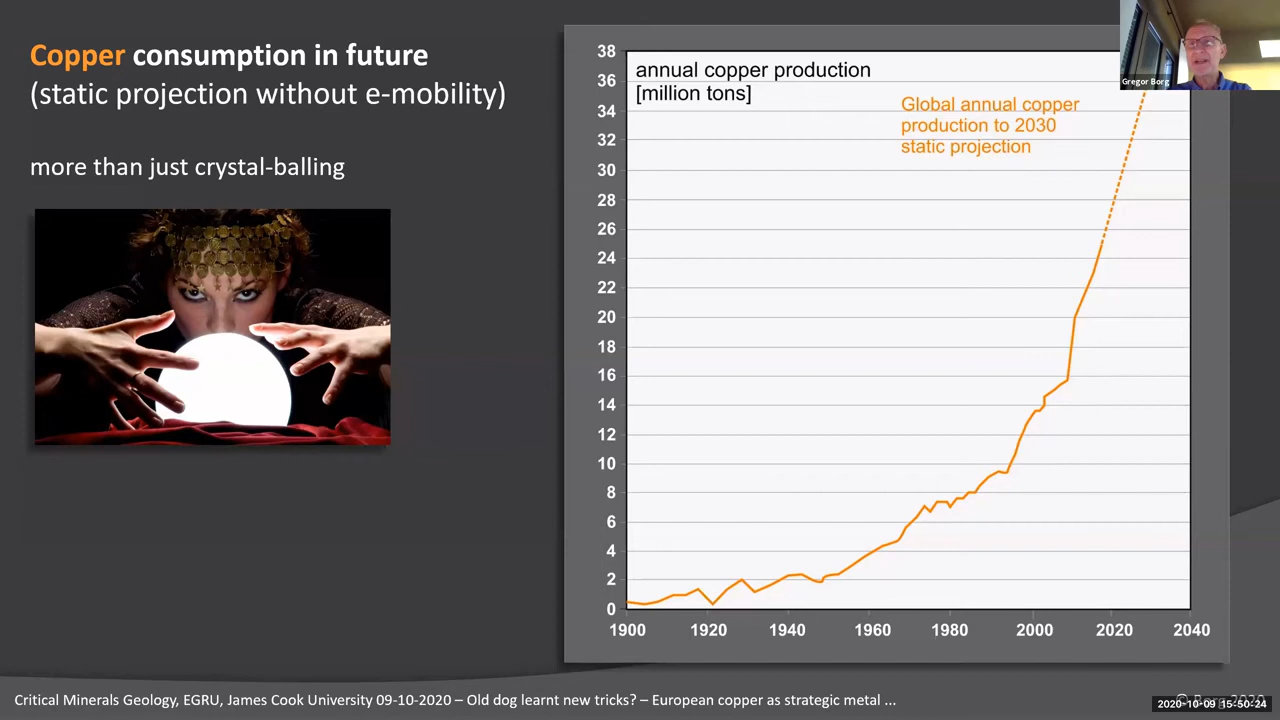 Copper consumption in future
(static projection without e-mobility)
more than just crystal-balling
annual copper production
[million tons]
Global annual copper
production to 2030
static projection
38
36
34
32
30
28
26
24
22
20
18
16
14
12
10
8
6
4
2
0
1900 1920 1940 1960 1980 2000 2020 2040
Gregor Borg
Critical Minerals Geology, EGRU, James Cook University 09-10-2020 – Old dog learnt new tricks? – European copper as strategic metal ...
© Borg 2020
2020-10-09 15:50:24